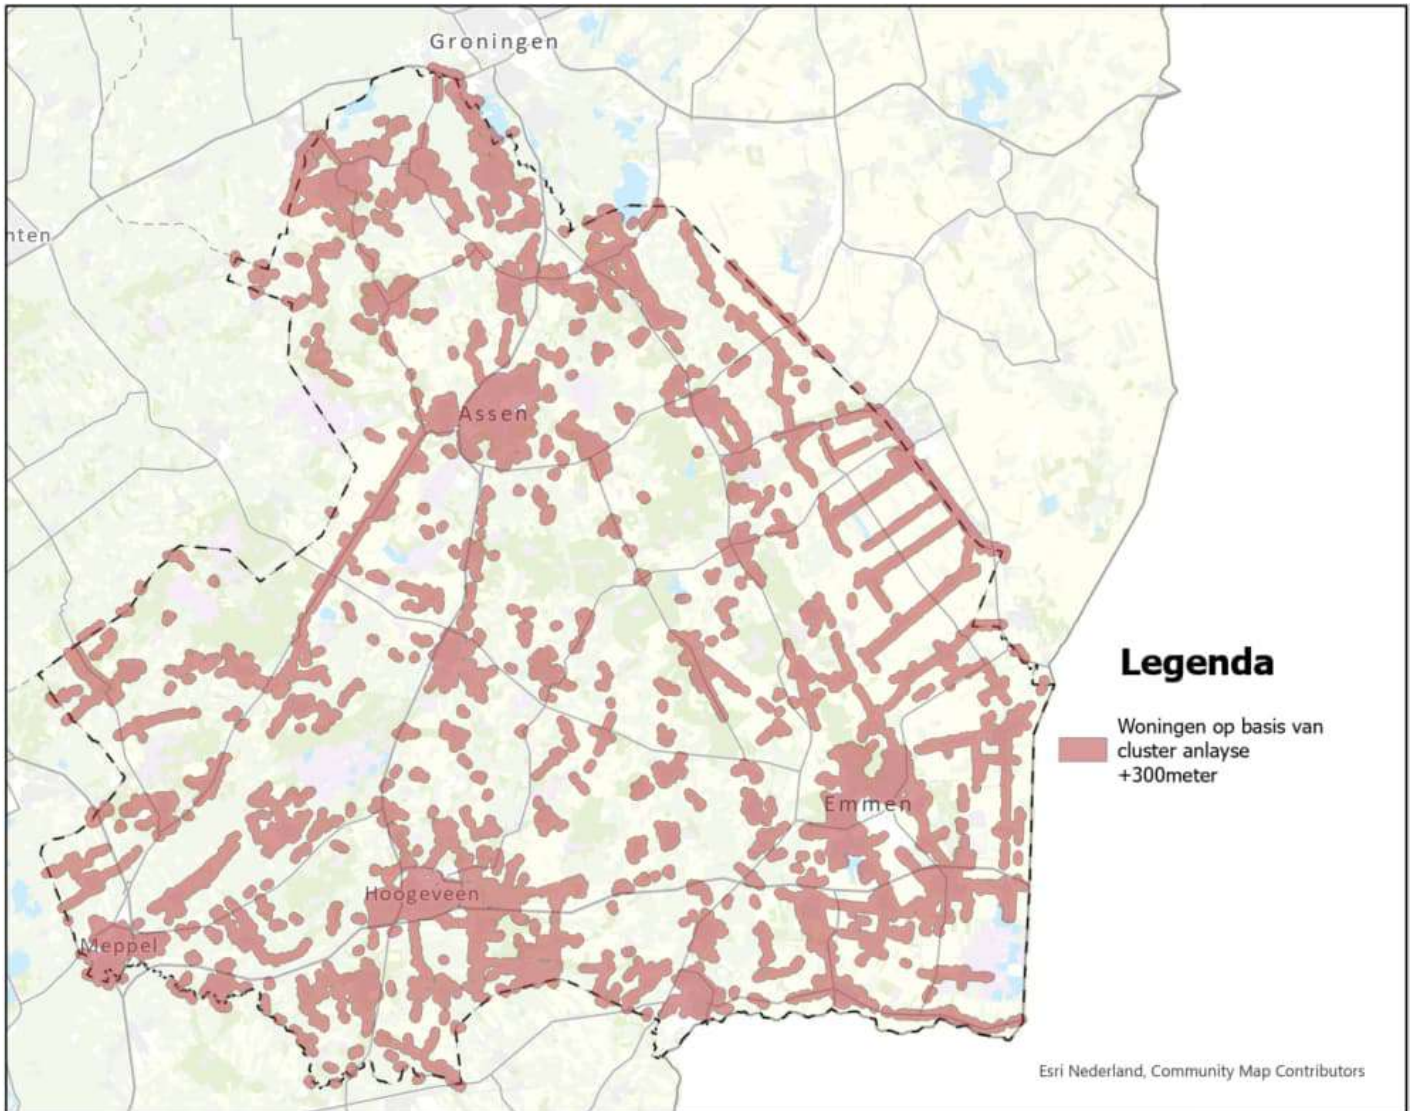 Groningen
nten
Assen
Legenda
Woningen op basis van
cluster anlayse
+300meter
Emmen
Hoogeveen
Meppel
Esri Nederland, Community Map Contributors